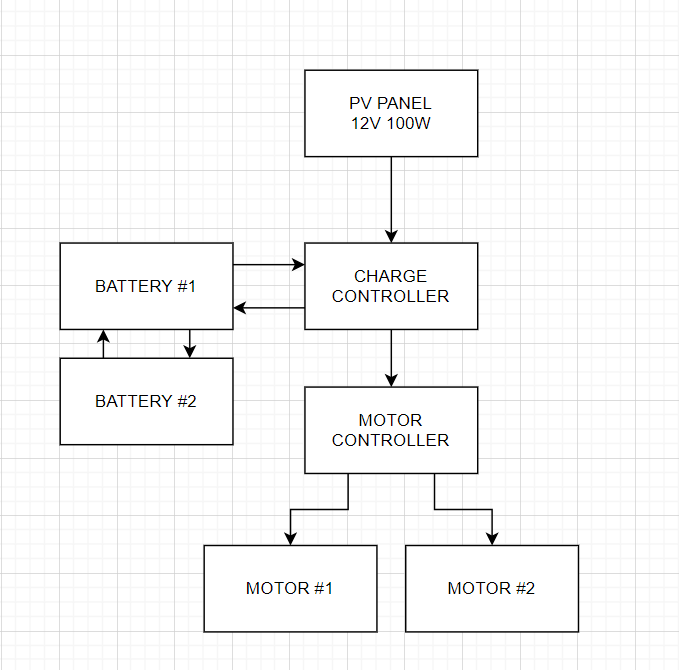 PV PANEL
12V 100W
BATTERY #1
CHARGE
CONTROLLER
BATTERY #2
MOTOR
CONTROLLER
MOTOR #1
MOTOR #2